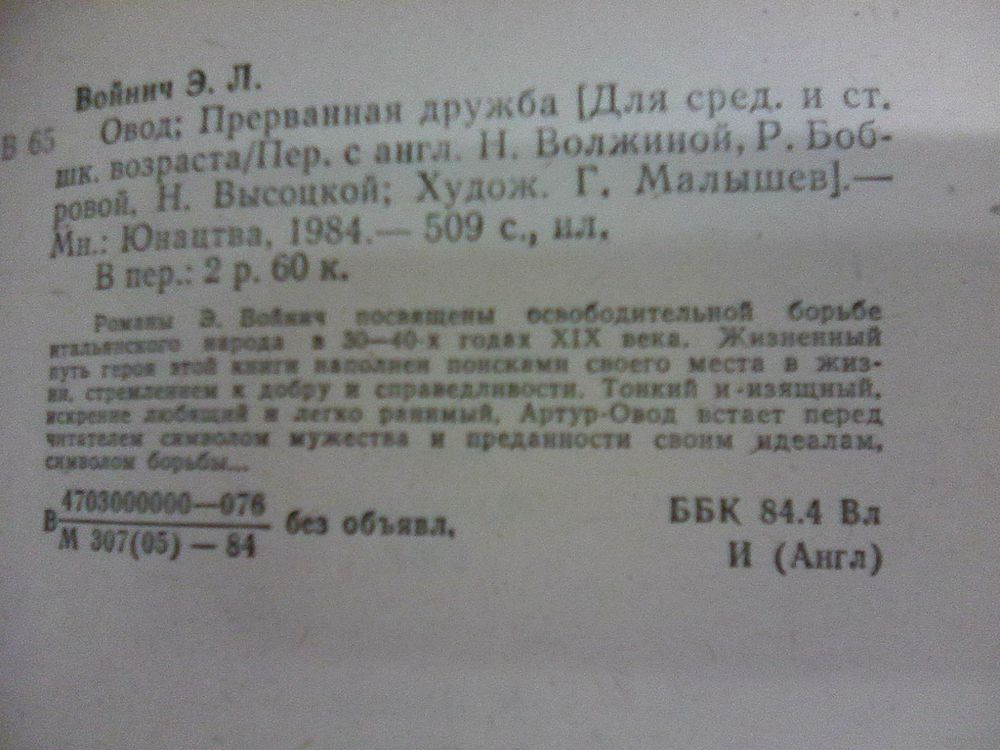 Войнич Э. Л.
В 65 Овод; Прерванная дружба [Для сред. и ст.
шк. возраста/Пер. с англ. Н. Волжиной, Р. Боб-
ровой, Н. Высоцкой; Худож. Г. Малышев].—
Мн.: Юнацтва, 1984.— 509 с., ил.
В пер.: 2 р. 60 к.
Романы Э. Войнич посвящены освободительной борьбе
итальянского народа в 30—40-х годах XIX века. Жизненный
путь героя этой книги наполнен поисками своего места в жиз-
ни, стремлением к добру и справедливости. Тонкий и изящный,
искренне любящий и легко ранимый, Артур-Овод встает перед
читателем символом мужества и преданности своим идеалам,
символом борьбы...
В 4703000000—076
М 307(05) — 84
без объявл.
ББК 84.4 Вл
И (Англ)